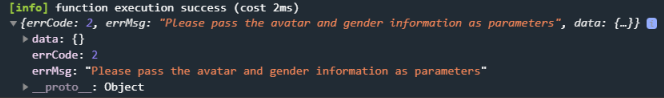 [info] function execution success (cost 2ms)
▼{errCode: 2, errMsg: "Please pass the avatar and gender information as parameters", data: {…}} i
▶data: {}
errCode: 2
errMsg: "Please pass the avatar and gender information as parameters"
▶__proto__: Object